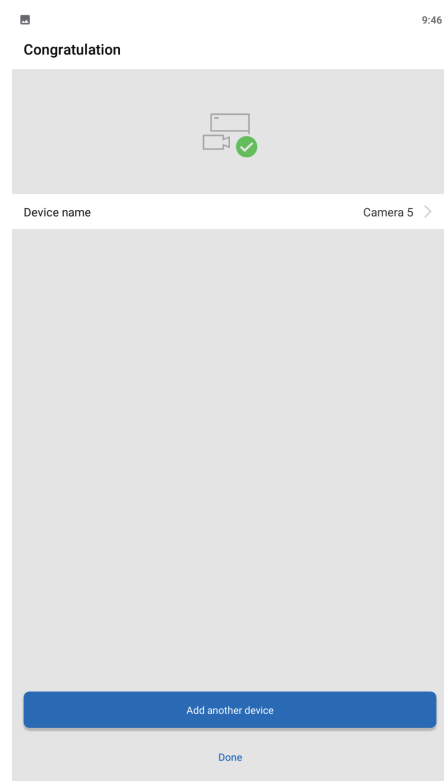 9:46
Congratulation
Device name Camera 5
Add another device
Done